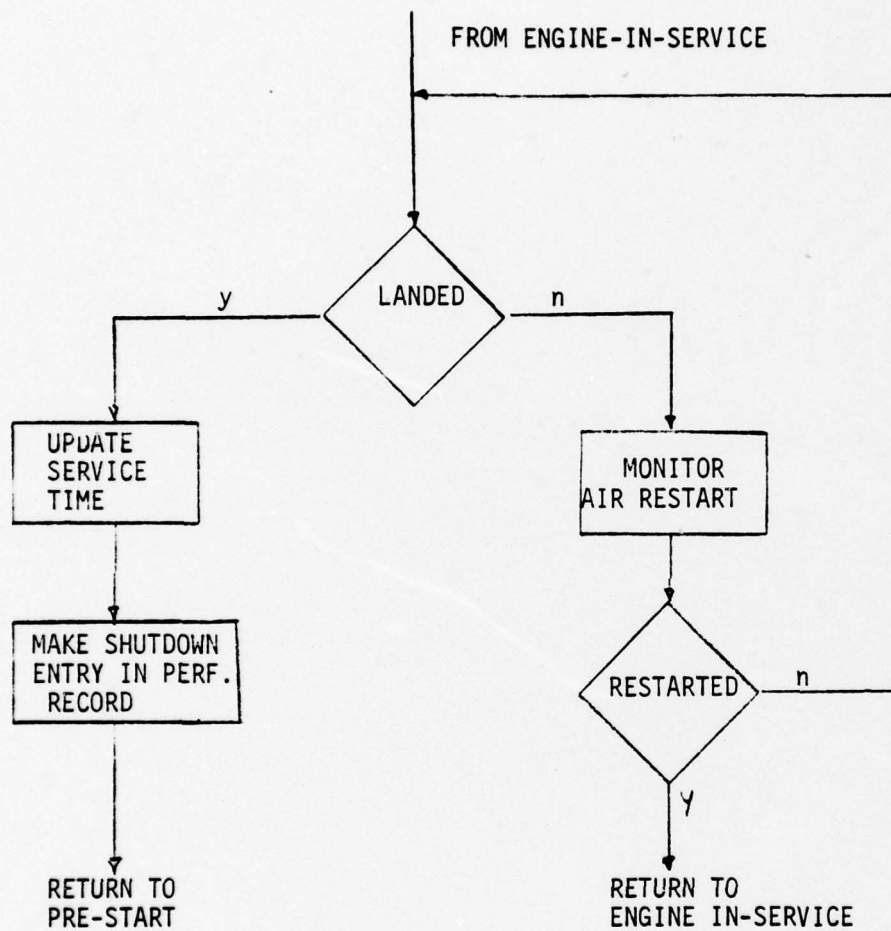 FROM ENGINE-IN-SERVICE
LANDED
y
n
UPDATE
SERVICE
TIME
MONITOR
AIR RESTART
MAKE SHUTDOWN
ENTRY IN PERF.
RECORD
RESTARTED
n
y
RETURN TO
PRE-START
RETURN TO
ENGINE IN-SERVICE